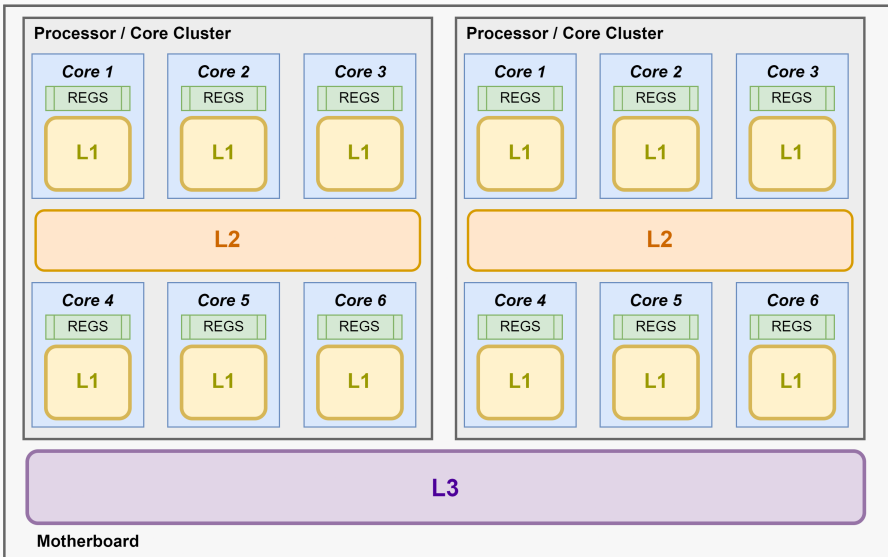 Processor / Core Cluster
Core 1
REGS
L1
Core 2
REGS
L1
Core 3
REGS
L1
L2
Core 4
REGS
L1
Core 5
REGS
L1
Core 6
REGS
L1
Processor / Core Cluster
Core 1
REGS
L1
Core 2
REGS
L1
Core 3
REGS
L1
L2
Core 4
REGS
L1
Core 5
REGS
L1
Core 6
REGS
L1
L3
Motherboard